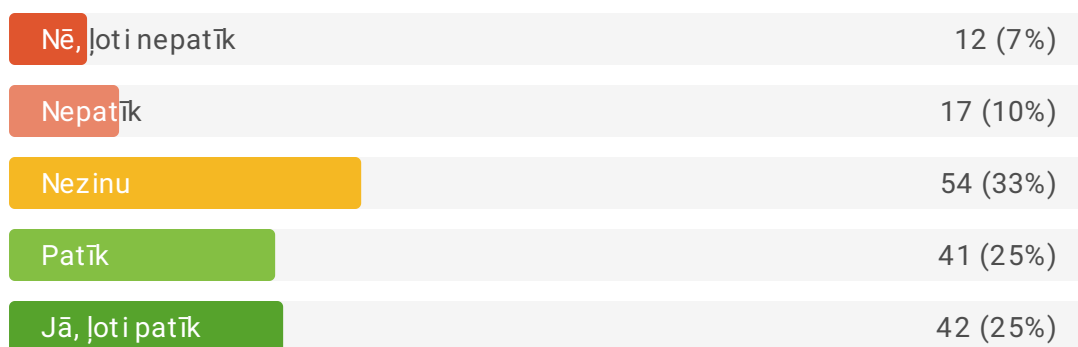 Nē, ļoti nepatīk 12 (7%)
Nepatīk 17 (10%)
Nezinu 54 (33%)
Patīk 41 (25%)
Jā, ļoti patīk 42 (25%)